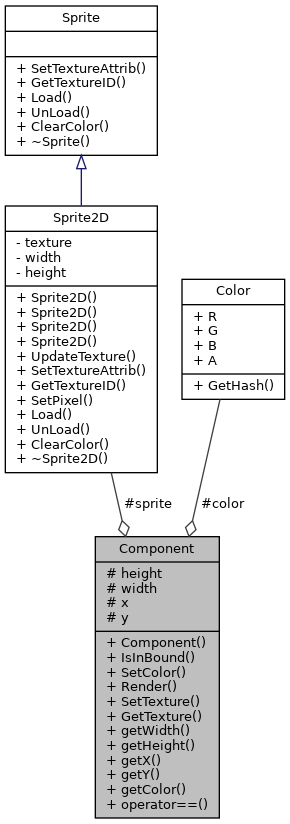 Sprite
+ SetTextureAttrib()
+ GetTextureID()
+ Load()
+ UnLoad()
+ ClearColor()
+ ~Sprite()
Sprite2D
- texture
- width
- height
+ Sprite2D()
+ Sprite2D()
+ Sprite2D()
+ Sprite2D()
+ UpdateTexture()
+ SetTextureAttrib()
+ GetTextureID()
+ SetPixel()
+ Load()
+ UnLoad()
+ ClearColor()
+ ~Sprite2D()
Color
+ R
+ G
+ B
+ A
+ GetHash()
#sprite
#color
Component
# height
# width
# x
# y
+ Component()
+ IsInBound()
+ SetColor()
+ Render()
+ SetTexture()
+ GetTexture()
+ getWidth()
+ getHeight()
+ getX()
+ getY()
+ getColor()
+ operator==()